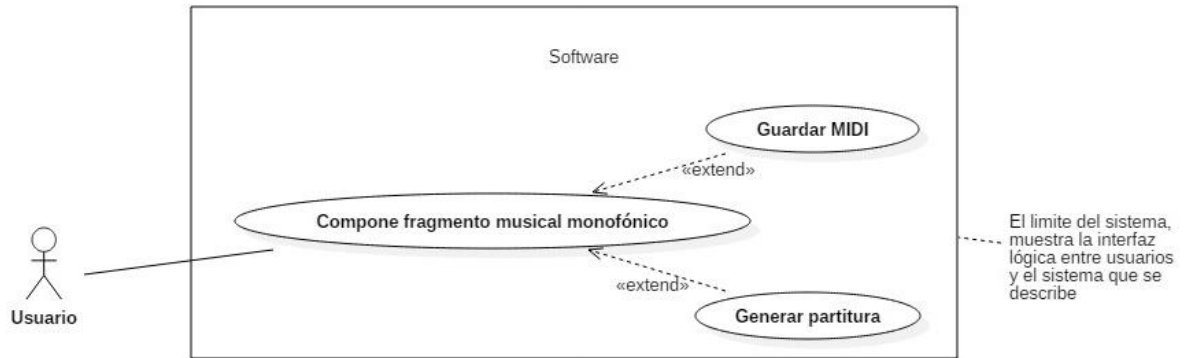 Software
Guardar MIDI
«extend»
Compone fragmento musical monofónico
El limite del sistema,
muestra la interfaz
lógica entre usuarios
y el sistema que se
describe
«extend»
Generar partitura
Usuario